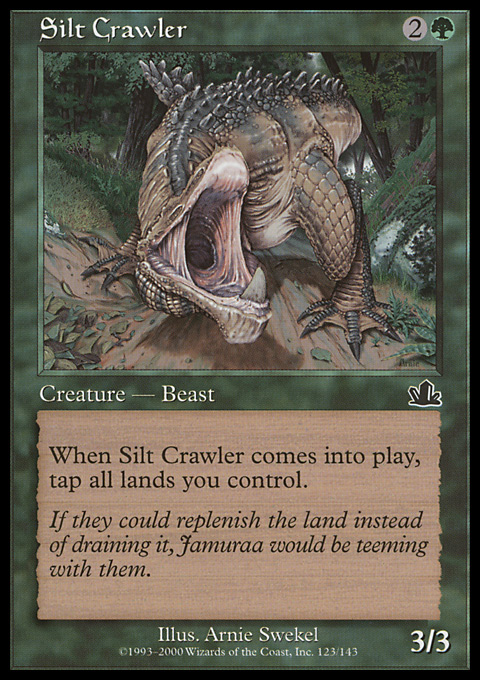 Silt Crawler 2
Arnie
Creature — Beast
When Silt Crawler comes into play,
tap all lands you control.
If they could replenish the land instead
of draining it, Jamuraa would be teeming
with them.
Illus. Arnie Swekel
©1993–2000 Wizards of the Coast, Inc. 123/143
3/3